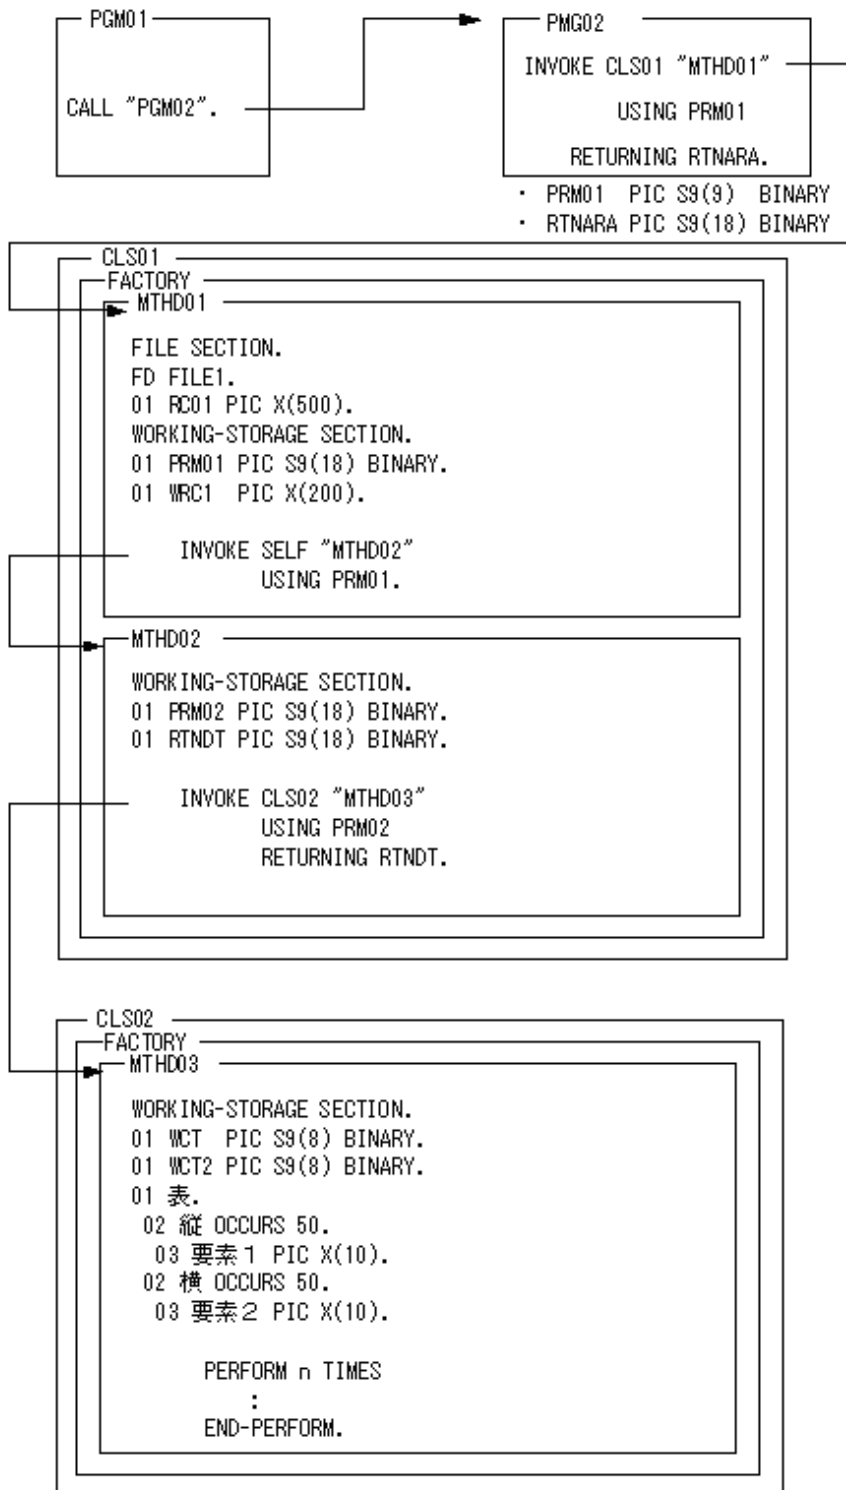 PGM01
CALL "PGM02".
PMG02
INVOKE CLS01 "MTHD01"
USING PRM01
RETURNING RTNARA.
・ PRM01 PIC S9(9) BINARY
・ RTNARA PIC S9(18) BINARY
CLS01
FACTORY
MTHD01
FILE SECTION.
FD FILE1.
01 RC01 PIC X(500).
WORKING-STORAGE SECTION.
01 PRM01 PIC S9(18) BINARY.
01 WRC1 PIC X(200).
INVOKE SELF "MTHD02"
USING PRM01.
MTHD02
WORKING-STORAGE SECTION.
01 PRM02 PIC S9(18) BINARY.
01 RTNDT PIC S9(18) BINARY.
INVOKE CLS02 "MTHD03"
USING PRM02
RETURNING RTNDT.
CLS02
FACTORY
MTHD03
WORKING-STORAGE SECTION.
01 WCT PIC S9(8) BINARY.
01 WCT2 PIC S9(8) BINARY.
01 表.
02 縦 OCCURS 50.
03 要素１ PIC X(10).
02 横 OCCURS 50.
03 要素２ PIC X(10).
PERFORM n TIMES
:
END-PERFORM.